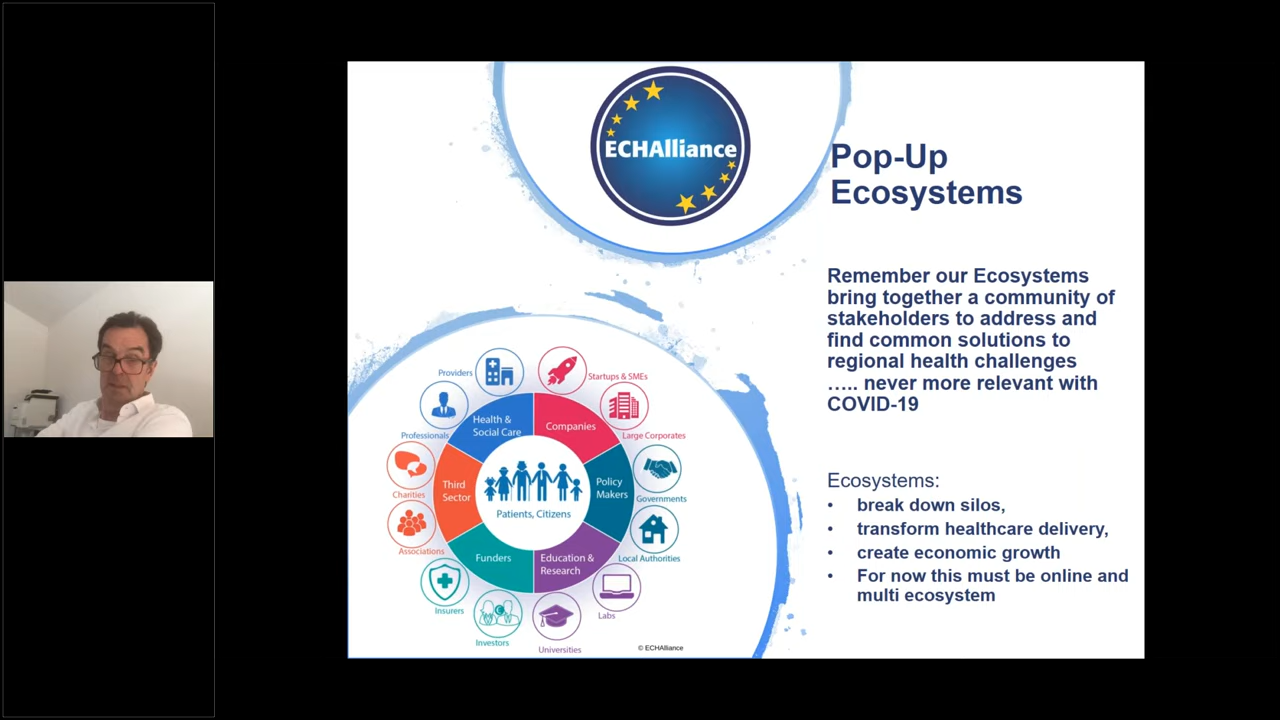 ECHAlliance
Pop-Up
Ecosystems
Remember our Ecosystems
bring together a community of
stakeholders to address and
find common solutions to
regional health challenges
….. never more relevant with
COVID-19
Ecosystems:
• break down silos,
• transform healthcare delivery,
• create economic growth
• For now this must be online and
multi ecosystem
Providers
Startups & SMEs
Professionals
Health &
Social Care
Companies
Large Corporates
Charities
Third
Sector
Policy
Makers
Governments
Patients, Citizens
Associations
Funders
Education &
Research
Local Authorities
Insurers
Labs
Investors
Universities
© ECHAlliance